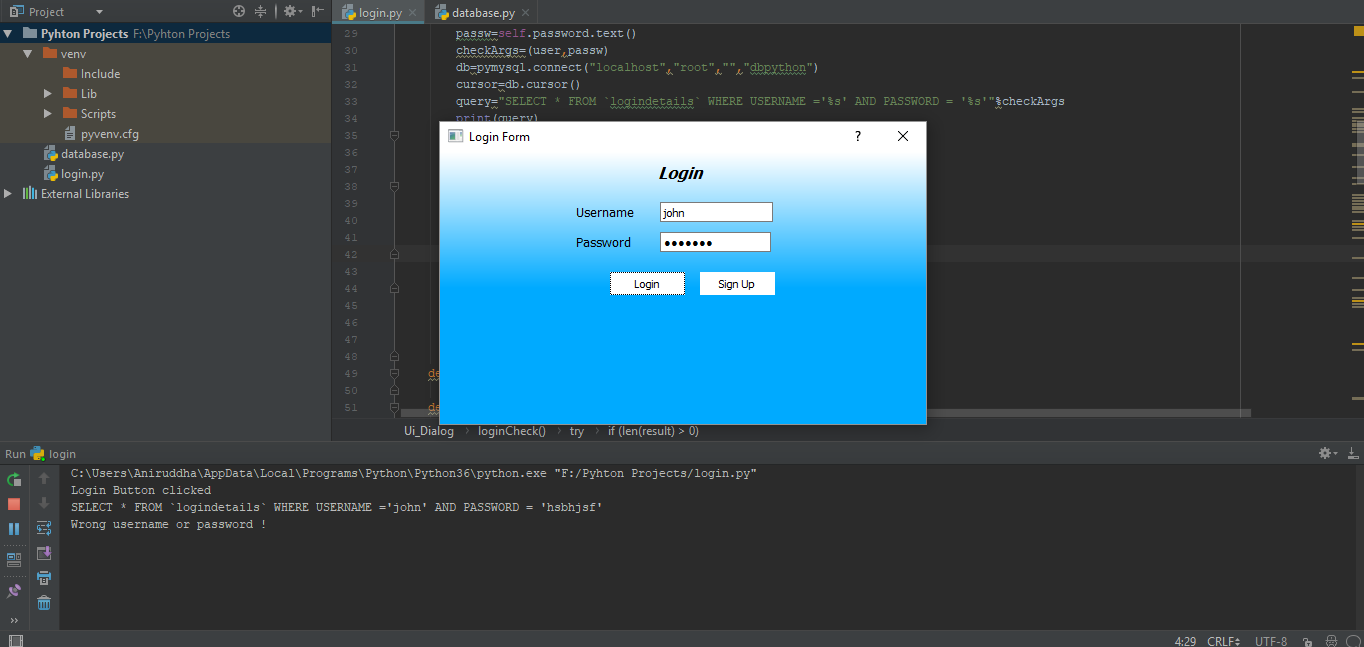 Project
login.py
database.py
Pyhton Projects F:\Pyhton Projects
venv
Include
Lib
Scripts
pyvenv.cfg
database.py
login.py
External Libraries
29 passw=self.password.text()
30 checkArgs=(user,passw)
31 db=pymysql.connect("localhost","root","","dbpython")
32 cursor=db.cursor()
33 query="SELECT * FROM `logindetails` WHERE USERNAME ='%s' AND PASSWORD = '%s'"%checkArgs
34 print(query)
35
36
37
38
39
40
41
42
43
44
45
46
47
48
49 de
50
51 de
Login Form
?
Login
Username john
Password
Login Sign Up
Ui_Dialog loginCheck() try if (len(result) > 0)
Run login
C:\Users\Aniruddha\AppData\Local\Programs\Python\Python36\python.exe "F:/Pyhton Projects/login.py"
Login Button clicked
SELECT * FROM `logindetails` WHERE USERNAME ='john' AND PASSWORD = 'hsbhjsf'
Wrong username or password !
4:29 CRLF UTF-8